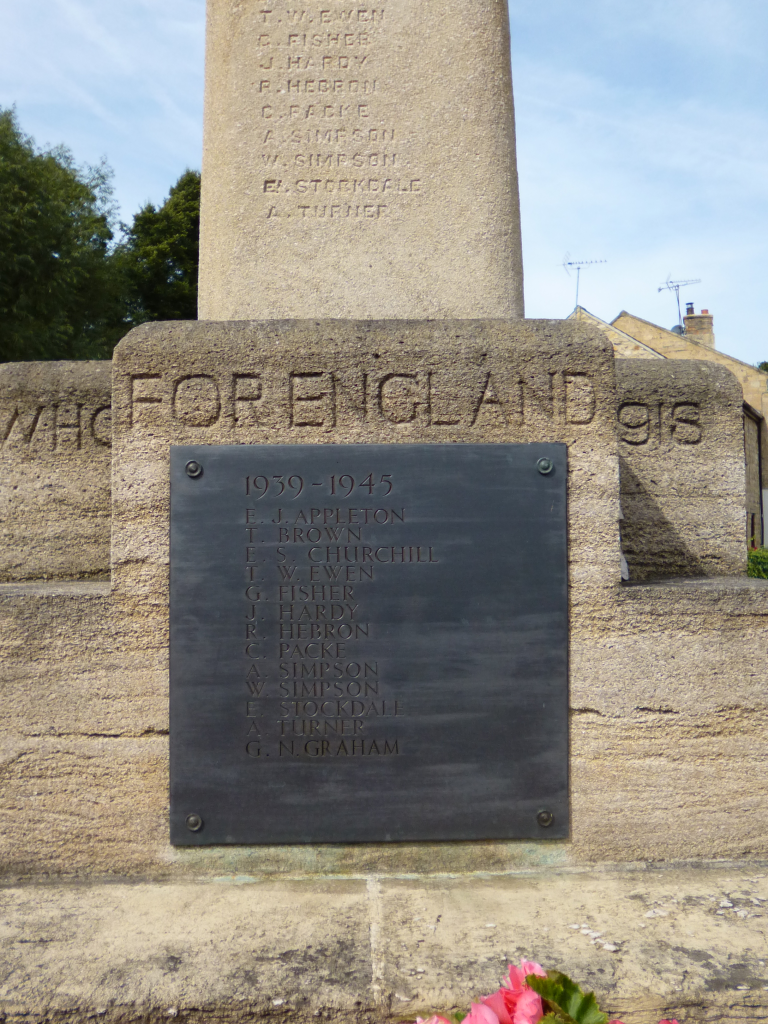 T. W. EWEN
G. FISHER
J. HARDY
R. HEBRON
C. PACKE
A. SIMPSON
W. SIMPSON
E. STOCKDALE
A. TURNER
WHO FOR ENGLAND 918
1939-1945
E. J. APPLETON
T. BROWN
E. S. CHURCHILL
T. W. EWEN
G. FISHER
J. HARDY
R. HEBRON
C. PACKE
A. SIMPSON
W. SIMPSON
E. STOCKDALE
A. TURNER
G. N. GRAHAM